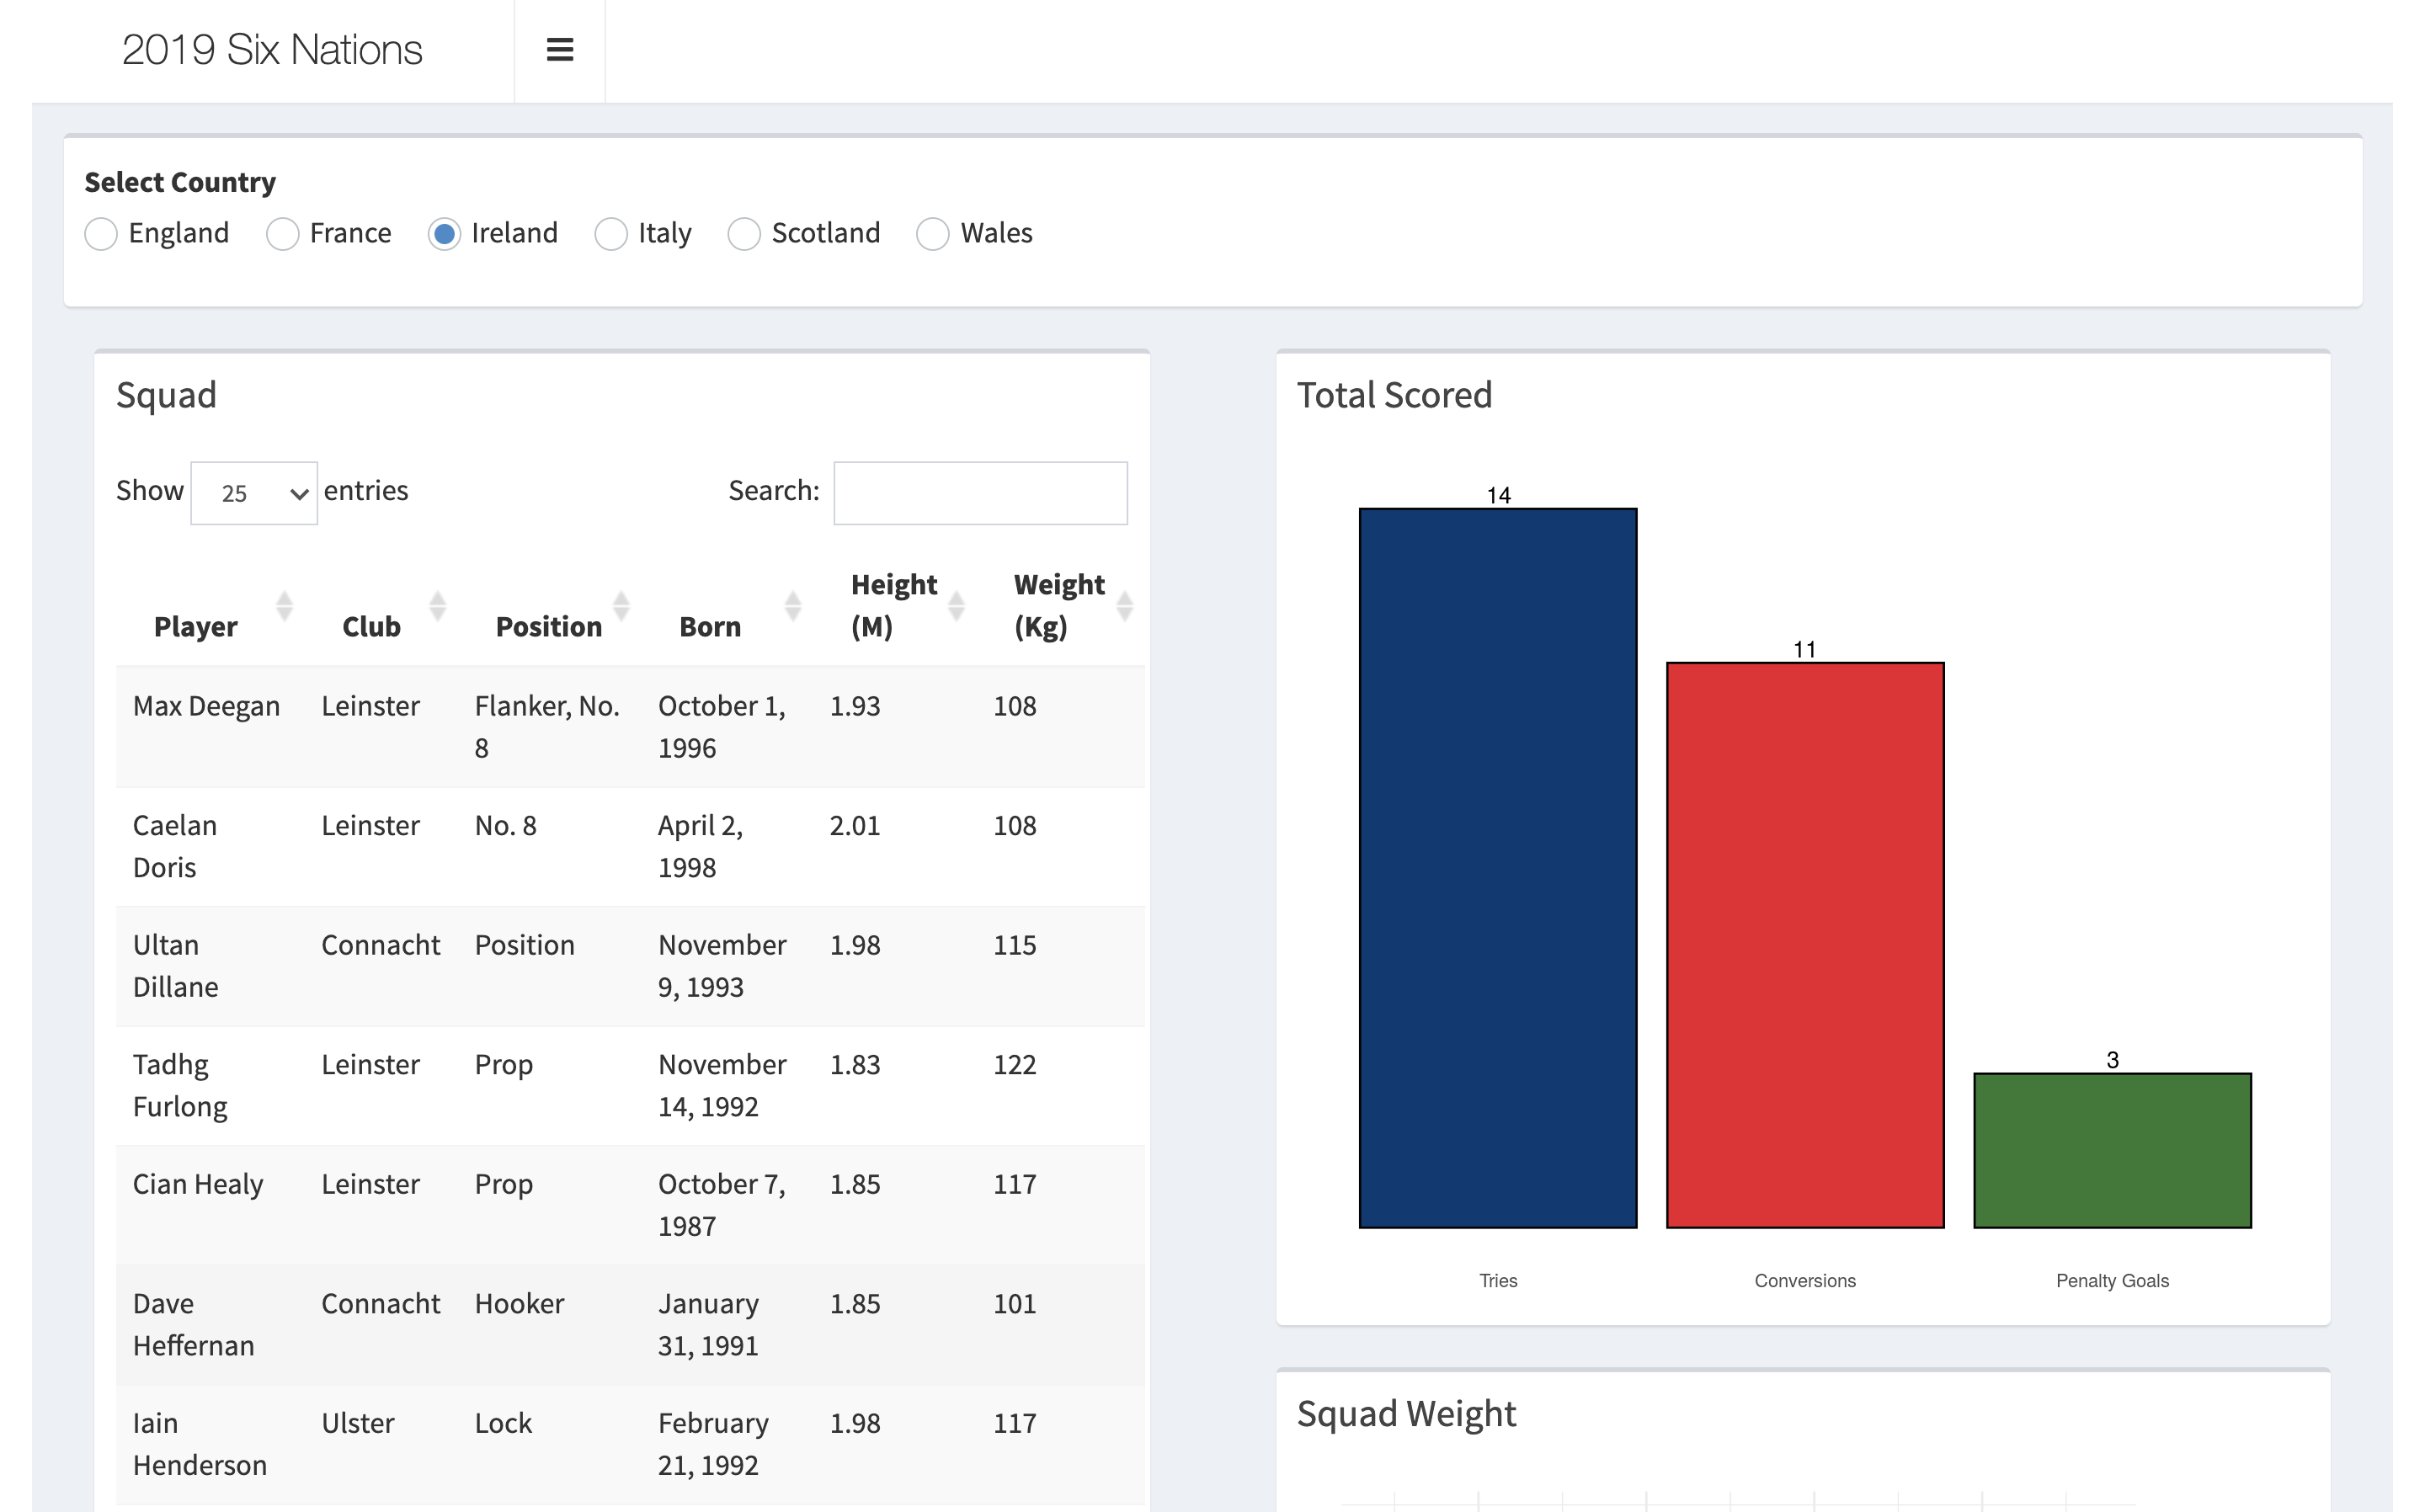 2019 Six Nations
Select Country
England France Ireland Italy Scotland Wales
Squad
Show 25 entries Search:
Player Club Position Born Height (M) Weight (Kg)
Max Deegan Leinster Flanker, No. 8 October 1, 1996 1.93 108
Caelan Doris Leinster No. 8 April 2, 1998 2.01 108
Ultan Dillane Connacht Position November 9, 1993 1.98 115
Tadhg Furlong Leinster Prop November 14, 1992 1.83 122
Cian Healy Leinster Prop October 7, 1987 1.85 117
Dave Heffernan Connacht Hooker January 31, 1991 1.85 101
Iain Henderson Ulster Lock February 21, 1992 1.98 117
Total Scored
14
11
3
Tries Conversions Penalty Goals
Squad Weight